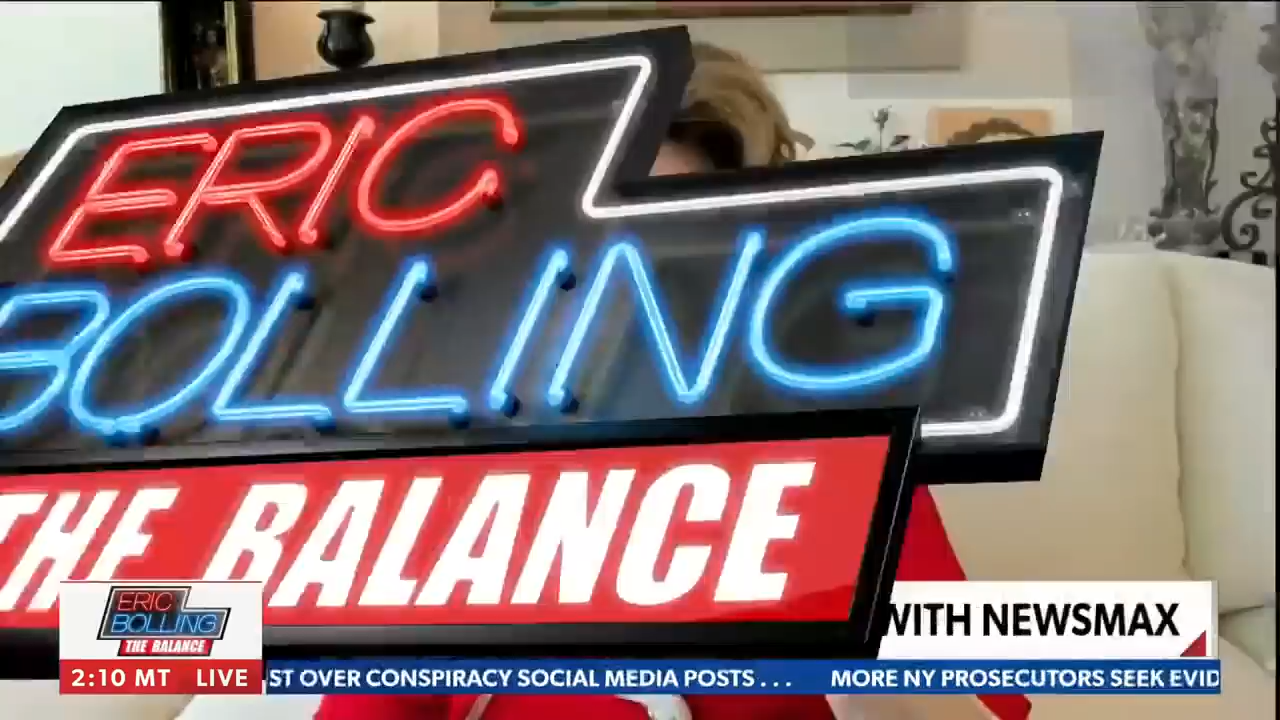 ERIC
BOLLING
THE BALANCE
ERIC
BOLLING
THE BALANCE
WITH NEWSMAX
2:10 MT LIVE
ST OVER CONSPIRACY SOCIAL MEDIA POSTS . . . MORE NY PROSECUTORS SEEK EVID